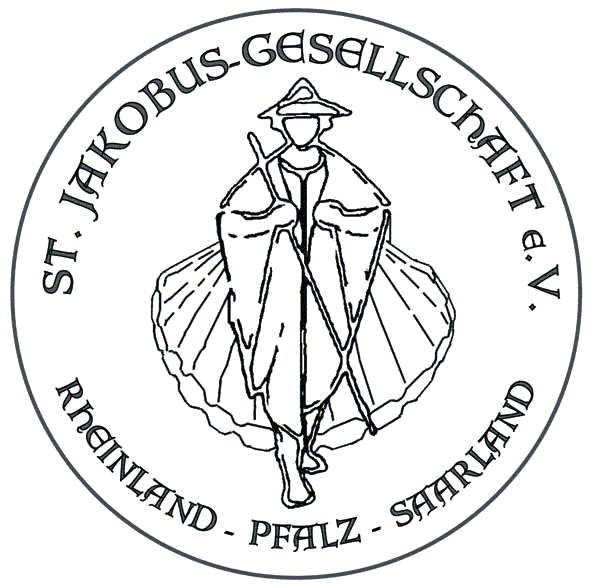 ST. JAKOBUS-GESELLSCHAFT e.V.
RHEINLAND - PFALZ - SAARLAND